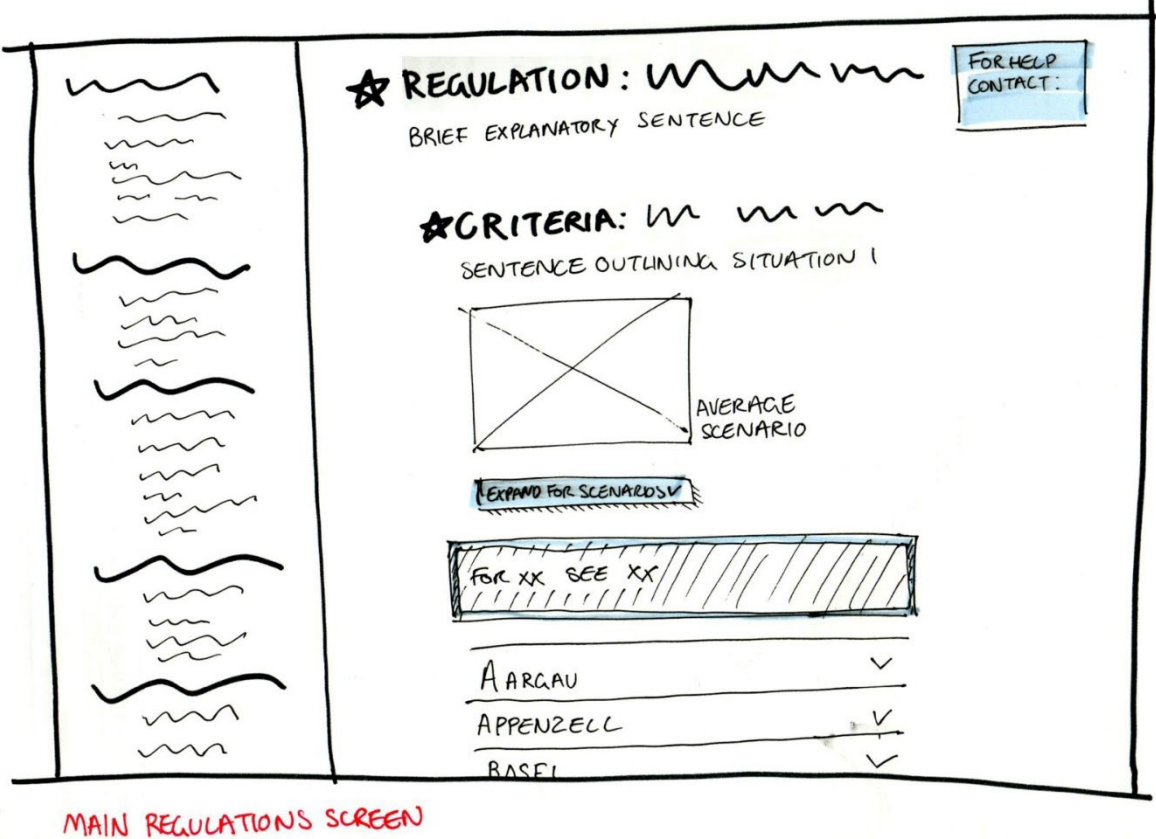 REGULATION:
BRIEF EXPLANATORY SENTENCE
FOR HELP
CONTACT:
CRITERIA:
SENTENCE OUTLINING SITUATION 1
AVERAGE
SCENARIO
EXPAND FOR SCENARIOS
FOR XX SEE XX
AARGAU
APPENZELL
BASEL
MAIN REGULATIONS SCREEN